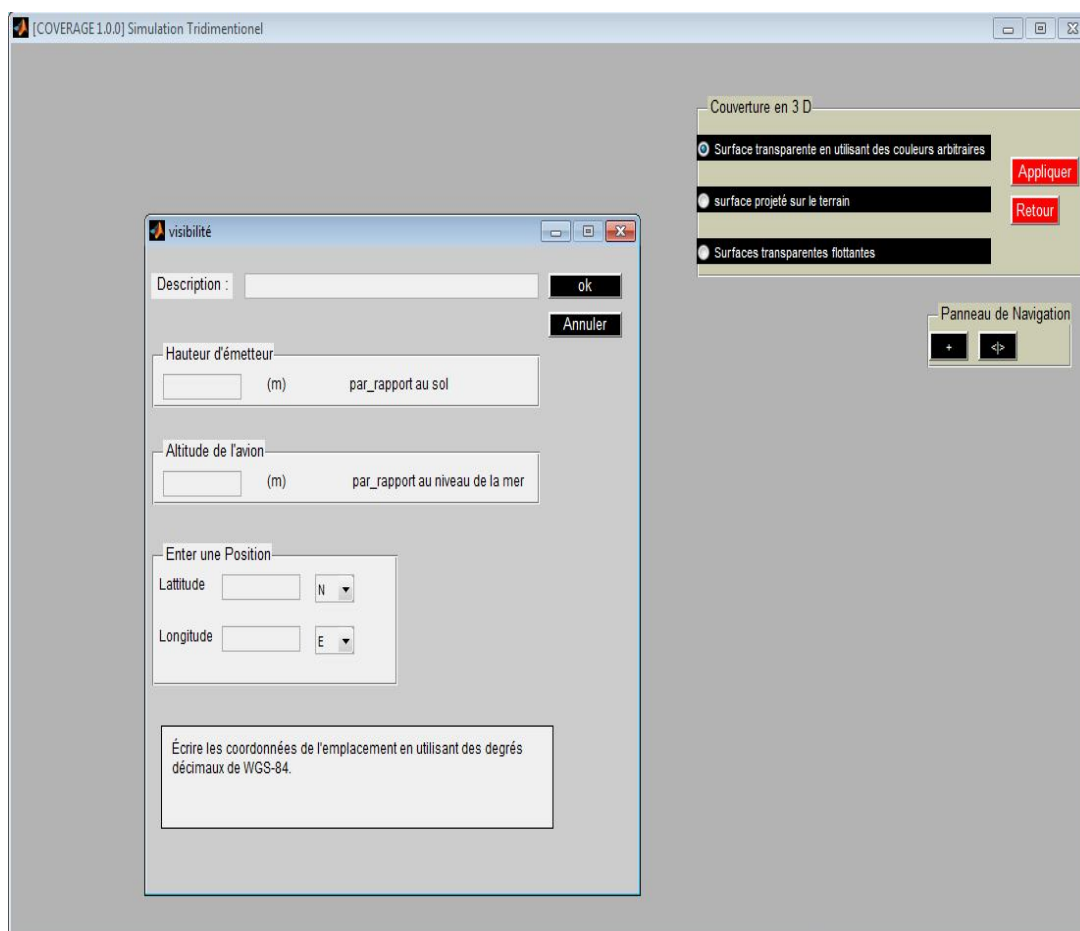 [COVERAGE 1.0.0] Simulation Tridimentionel
Couverture en 3 D
Surface transparente en utilisant des couleurs arbitraires
surface projeté sur le terrain
Surfaces transparentes flottantes
Appliquer
Retour
Panneau de Navigation
+
<|>
visibilité
Description :
ok
Annuler
Hauteur d'émetteur
(m) par_rapport au sol
Altitude de l'avion
(m) par_rapport au niveau de la mer
Enter une Position
Lattitude N
Longitude E
Écrire les coordonnées de l'emplacement en utilisant des degrés
décimaux de WGS-84.